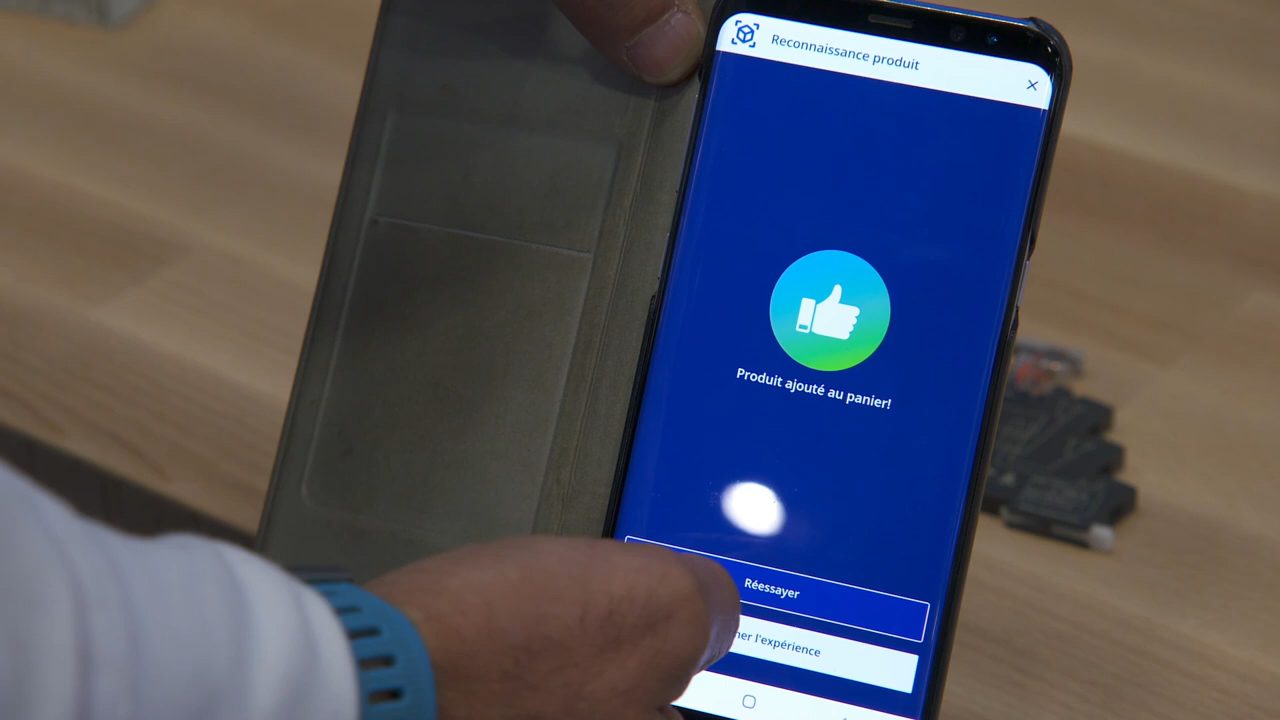 Reconnaissance produit
Produit ajouté au panier!
Réessayer
l'expérience